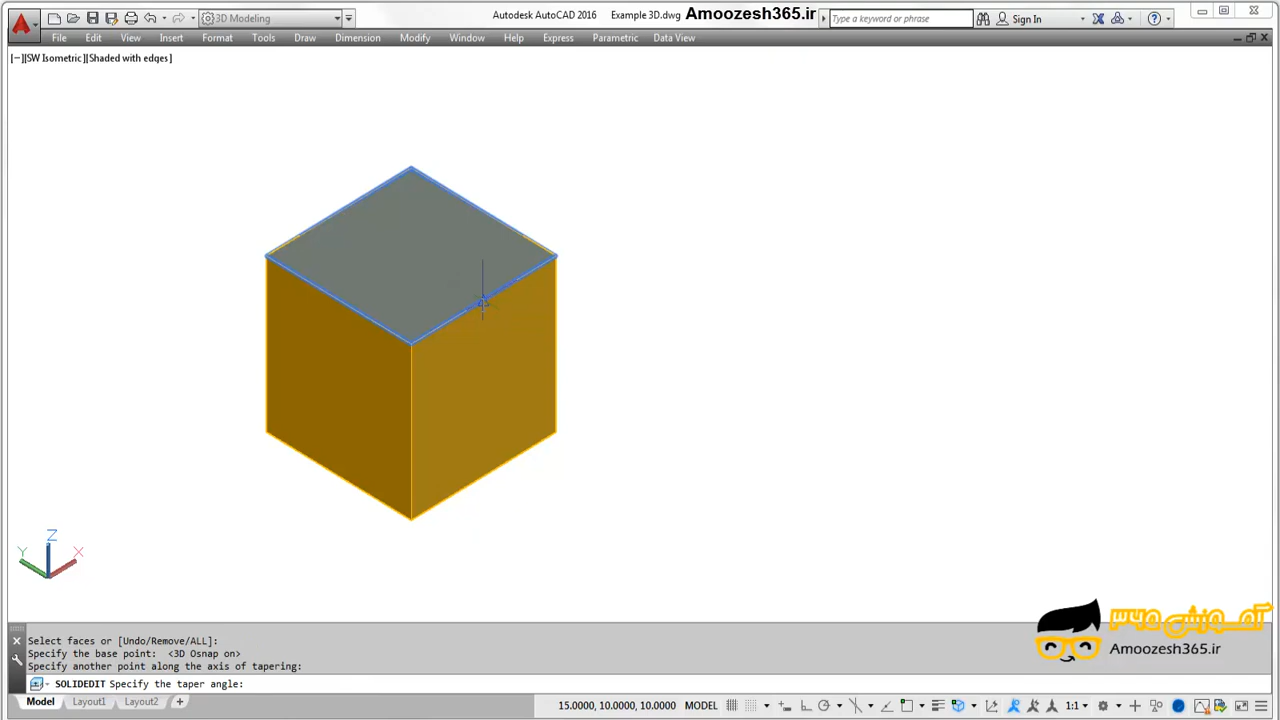 3D Modeling
Autodesk AutoCAD 2016 Example 3D.dwg Amoozesh365.ir
Type a keyword or phrase
Sign In
File Edit View Insert Format Tools Draw Dimension Modify Window Help Express Parametric Data View
[−][SW Isometric][Shaded with edges]
Z
Y X
Select faces or [Undo/Remove/ALL]:
Specify the base point: <3D Osnap on>
Specify another point along the axis of tapering:
SOLIDEDIT Specify the taper angle:
آموزش ۳۶۵
Amoozesh365.ir
Model Layout1 Layout2 +
15.0000, 10.0000, 10.0000 MODEL
1:1